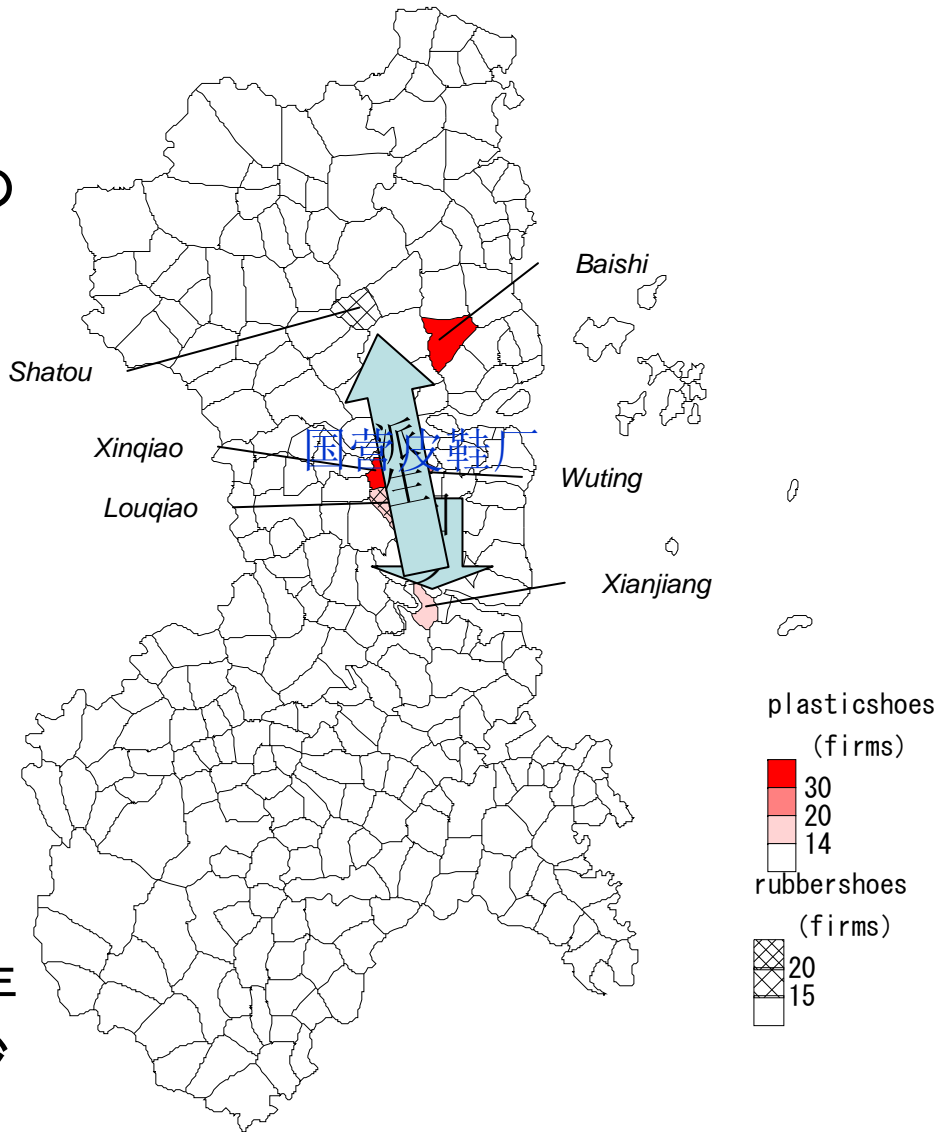 Baishi
Shatou
Xinqiao
国营皮鞋厂
Wuting
Louqiao
Xianjiang
plasticshoes
(firms)
30
20
14
rubbershoes
(firms)
20
15